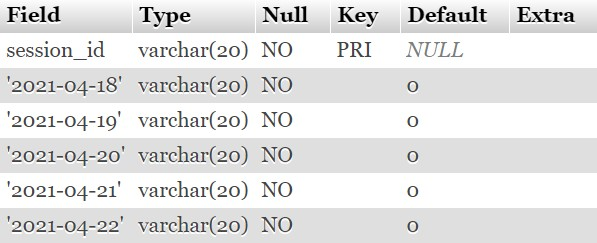 Field Type Null Key Default Extra
session_id varchar(20) NO PRI NULL
'2021-04-18' varchar(20) NO 0
'2021-04-19' varchar(20) NO 0
'2021-04-20' varchar(20) NO 0
'2021-04-21' varchar(20) NO 0
'2021-04-22' varchar(20) NO 0